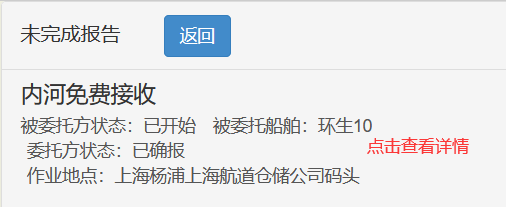 未完成报告 返回
内河免费接收
被委托方状态：已开始 被委托船舶：环生10
委托方状态：已确报
点击查看详情
作业地点：上海杨浦上海航道仓储公司码头